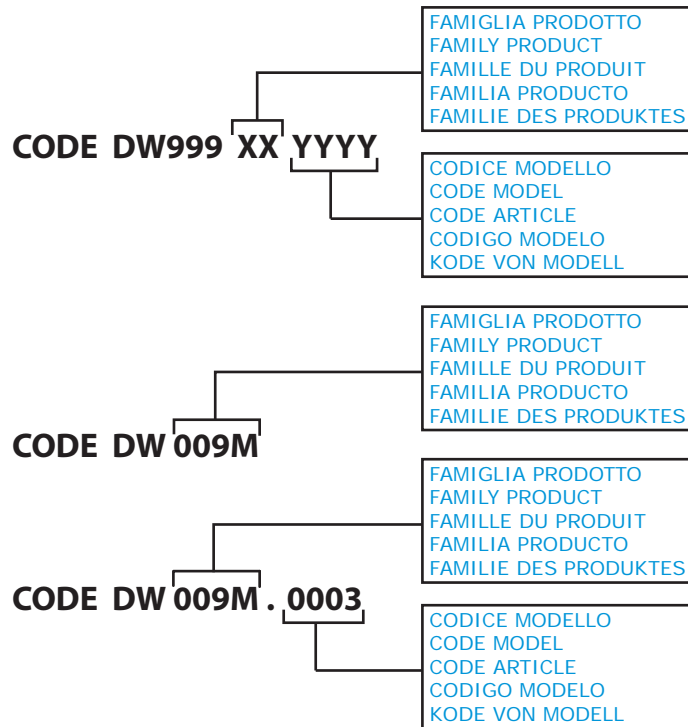 FAMIGLIA PRODOTTO
FAMILY PRODUCT
FAMILLE DU PRODUIT
FAMILIA PRODUCTO
FAMILIE DES PRODUKTES
CODE DW999 XX YYYY
CODICE MODELLO
CODE MODEL
CODE ARTICLE
CODIGO MODELO
KODE VON MODELL
FAMIGLIA PRODOTTO
FAMILY PRODUCT
FAMILLE DU PRODUIT
FAMILIA PRODUCTO
FAMILIE DES PRODUKTES
CODE DW 009M
FAMIGLIA PRODOTTO
FAMILY PRODUCT
FAMILLE DU PRODUIT
FAMILIA PRODUCTO
FAMILIE DES PRODUKTES
CODE DW 009M . 0003
CODICE MODELLO
CODE MODEL
CODE ARTICLE
CODIGO MODELO
KODE VON MODELL